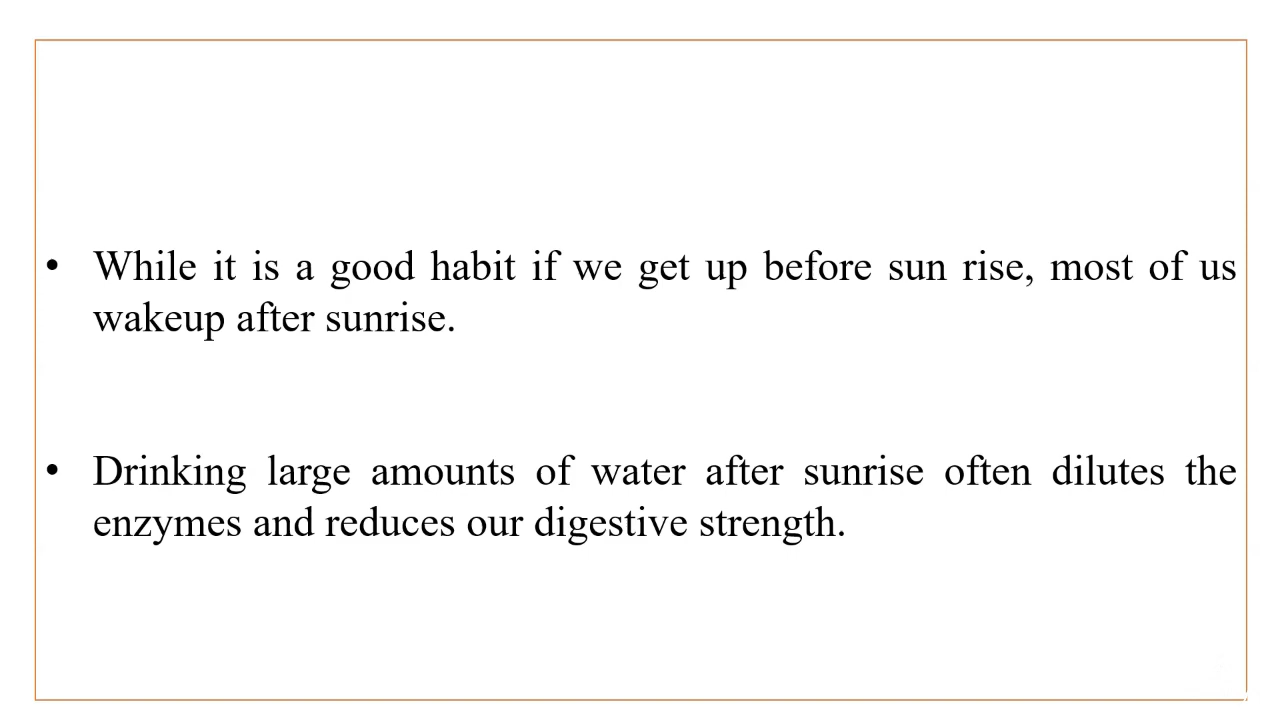 • While it is a good habit if we get up before sun rise, most of us
wakeup after sunrise.
• Drinking large amounts of water after sunrise often dilutes the
enzymes and reduces our digestive strength.